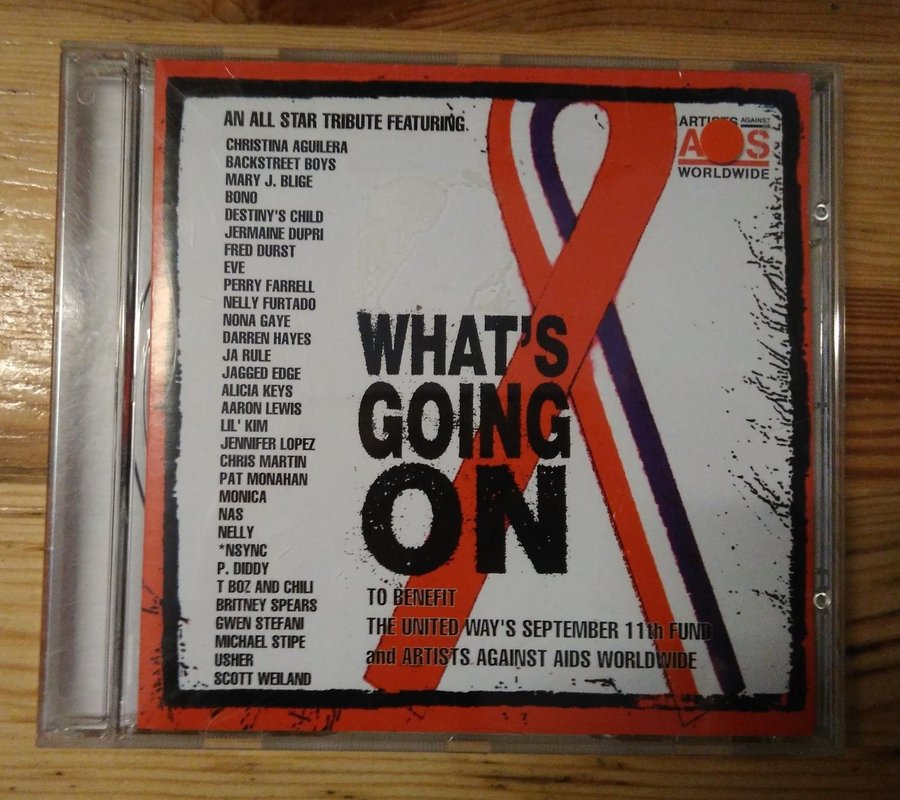 AN ALL STAR TRIBUTE FEATURING.
CHRISTINA AGUILERA
BACKSTREET BOYS
MARY J. BLIGE
BONO
DESTINY'S CHILD
JERMAINE DUPRI
FRED DURST
EVE
PERRY FARRELL
NELLY FURTADO
NONA GAYE
DARREN HAYES
JA RULE
JAGGED EDGE
ALICIA KEYS
AARON LEWIS
LIL' KIM
JENNIFER LOPEZ
CHRIS MARTIN
PAT MONAHAN
MONICA
NAS
NELLY
*NSYNC
P. DIDDY
T BOZ AND CHILI
BRITNEY SPEARS
GWEN STEFANI
MICHAEL STIPE
USHER
SCOTT WEILAND
WHAT'S
GOING
ON
TO BENEFIT
THE UNITED WAY'S SEPTEMBER 11th FUND
and ARTISTS AGAINST AIDS WORLDWIDE
ARTISTS AGAINST
AIDS
WORLDWIDE